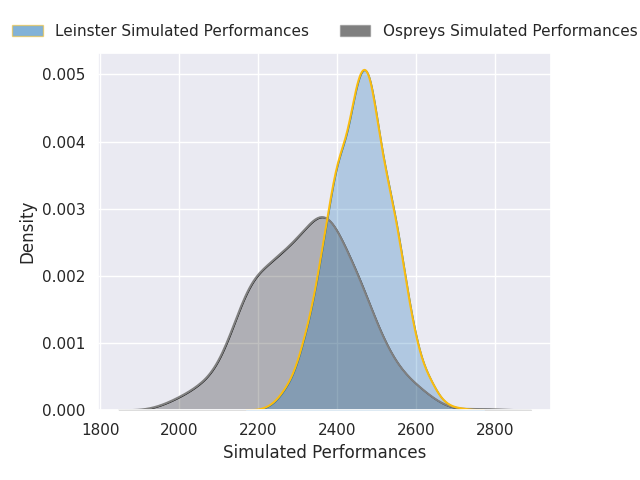 Leinster Simulated Performances
Ospreys Simulated Performances
0.005
0.004
0.003
0.002
0.001
0.000
Density
1800 2000 2200 2400 2600 2800
Simulated Performances